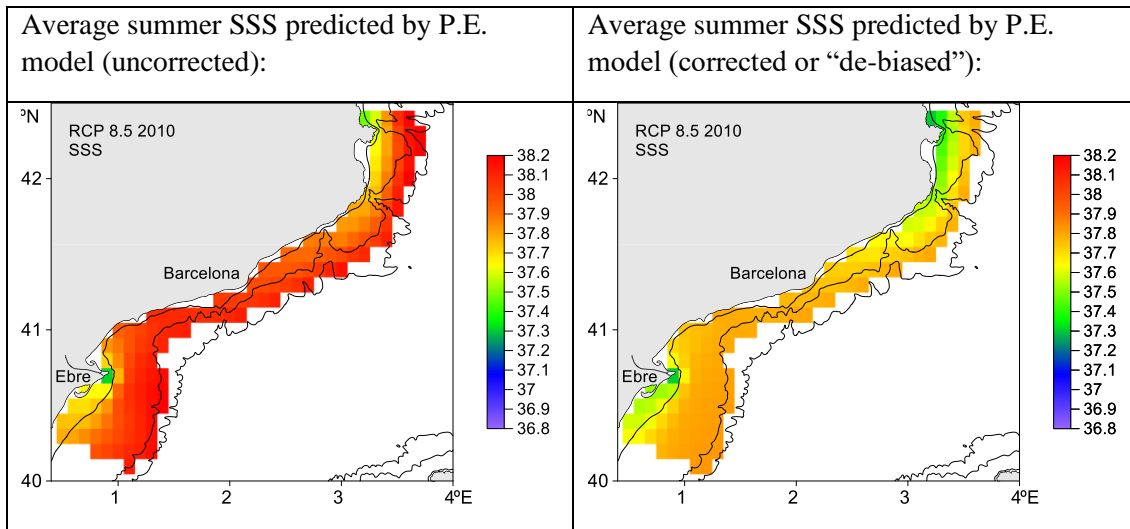 Average summer SSS predicted by P.E.
model (uncorrected):
Average summer SSS predicted by P.E.
model (corrected or “de-biased”):
ºN
RCP 8.5 2010
SSS
42
Barcelona
41
Ebre
40
1
2
3
4ºE
38.2
38.1
38
37.9
37.8
37.7
37.6
37.5
37.4
37.3
37.2
37.1
37
36.9
36.8
ºN
RCP 8.5 2010
SSS
42
Barcelona
41
Ebre
40
1
2
3
4ºE
38.2
38.1
38
37.9
37.8
37.7
37.6
37.5
37.4
37.3
37.2
37.1
37
36.9
36.8